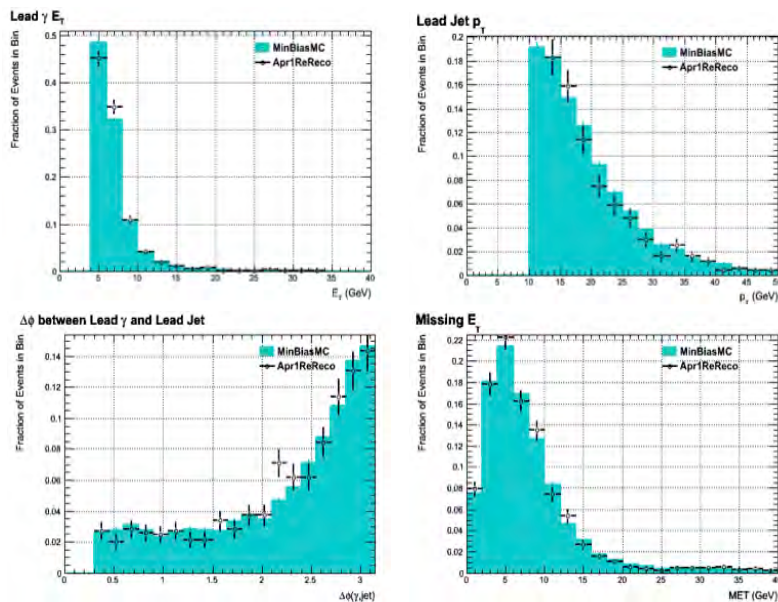 Lead γ E_T
Fraction of Events in Bin
0.5
0.4
0.3
0.2
0.1
0
MinBiasMC
Apr1ReReco
0 5 10 15 20 25 30 35 40
E_T (GeV)
Lead Jet p_T
Fraction of Events in Bin
0.2
0.18
0.16
0.14
0.12
0.1
0.08
0.06
0.04
0.02
0
MinBiasMC
Apr1ReReco
0 5 10 15 20 25 30 35 40 45 50
p_T (GeV)
Δϕ between Lead γ and Lead Jet
Fraction of Events in Bin
0.14
0.12
0.1
0.08
0.06
0.04
0.02
0
MinBiasMC
Apr1ReReco
0.5 1 1.5 2 2.5 3
Δϕ(γ,jet)
Missing E_T
Fraction of Events in Bin
0.22
0.2
0.18
0.16
0.14
0.12
0.1
0.08
0.06
0.04
0.02
0
MinBiasMC
Apr1ReReco
0 5 10 15 20 25 30 35 40
MET (GeV)